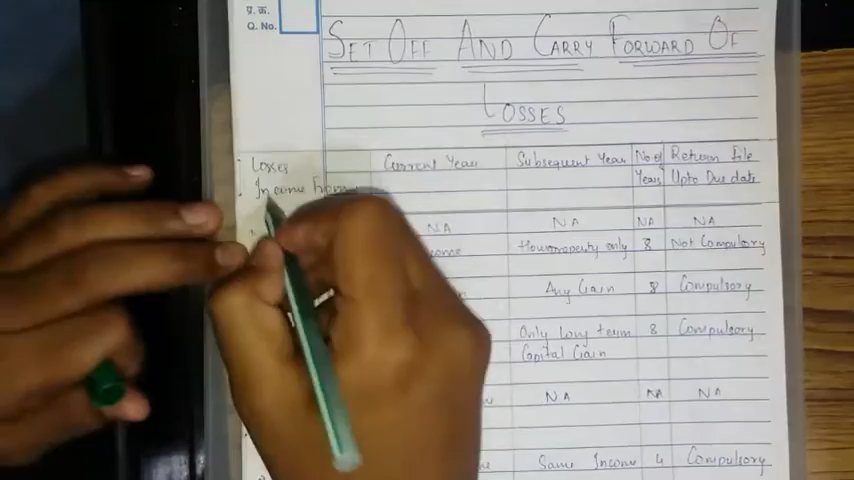 प्र. क्र.
Q. No.
SET OFF AND CARRY FORWARD OF
LOSSES
Losses Current Year Subsequent Year No of Return File
Income From Years Upto Due date
NA NA NA NA
Houseproperty only 8 Not Compulsory
Any Gain 8 Compulsory
Only Long term 8 Compulsory
Capital Gain
NA NA NA
Same Income 4 Compulsory